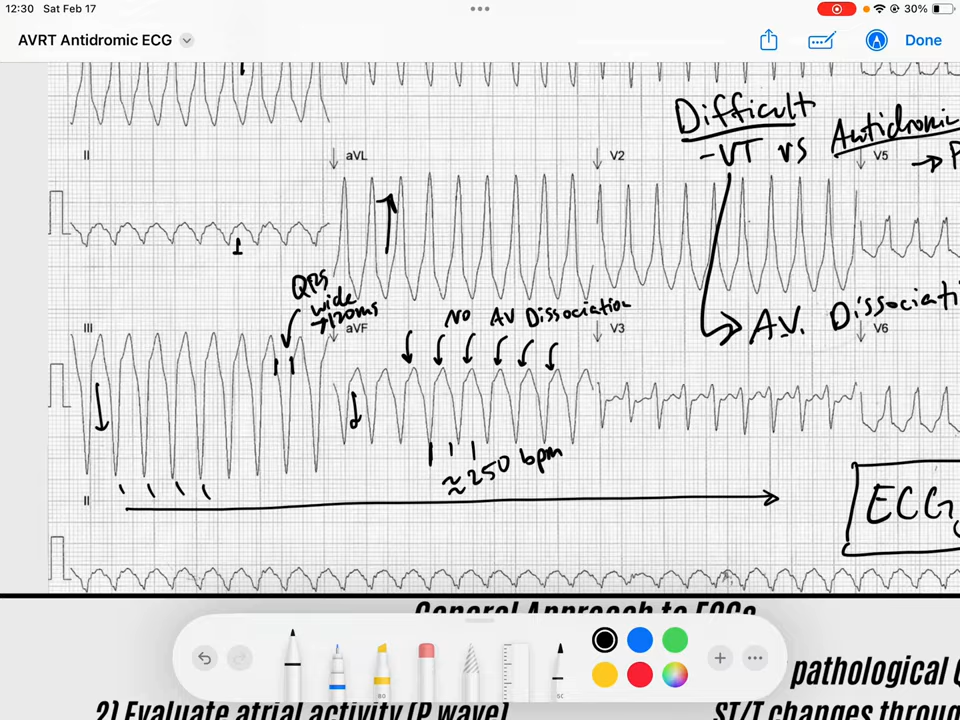 12:30 Sat Feb 17
30%
AVRT Antidromic ECG
Done
Difficult
-VT vs Antidromic
II
aVL
V2
V5
QRS
wide
→120ms
No AV Dissociation
A.V. Dissociati
III
aVF
V3
V6
≈250 bpm
II
ECG
General Approach to ECGs
pathological Q
2) Evaluate atrial activity (P wave)
ST/T changes throug